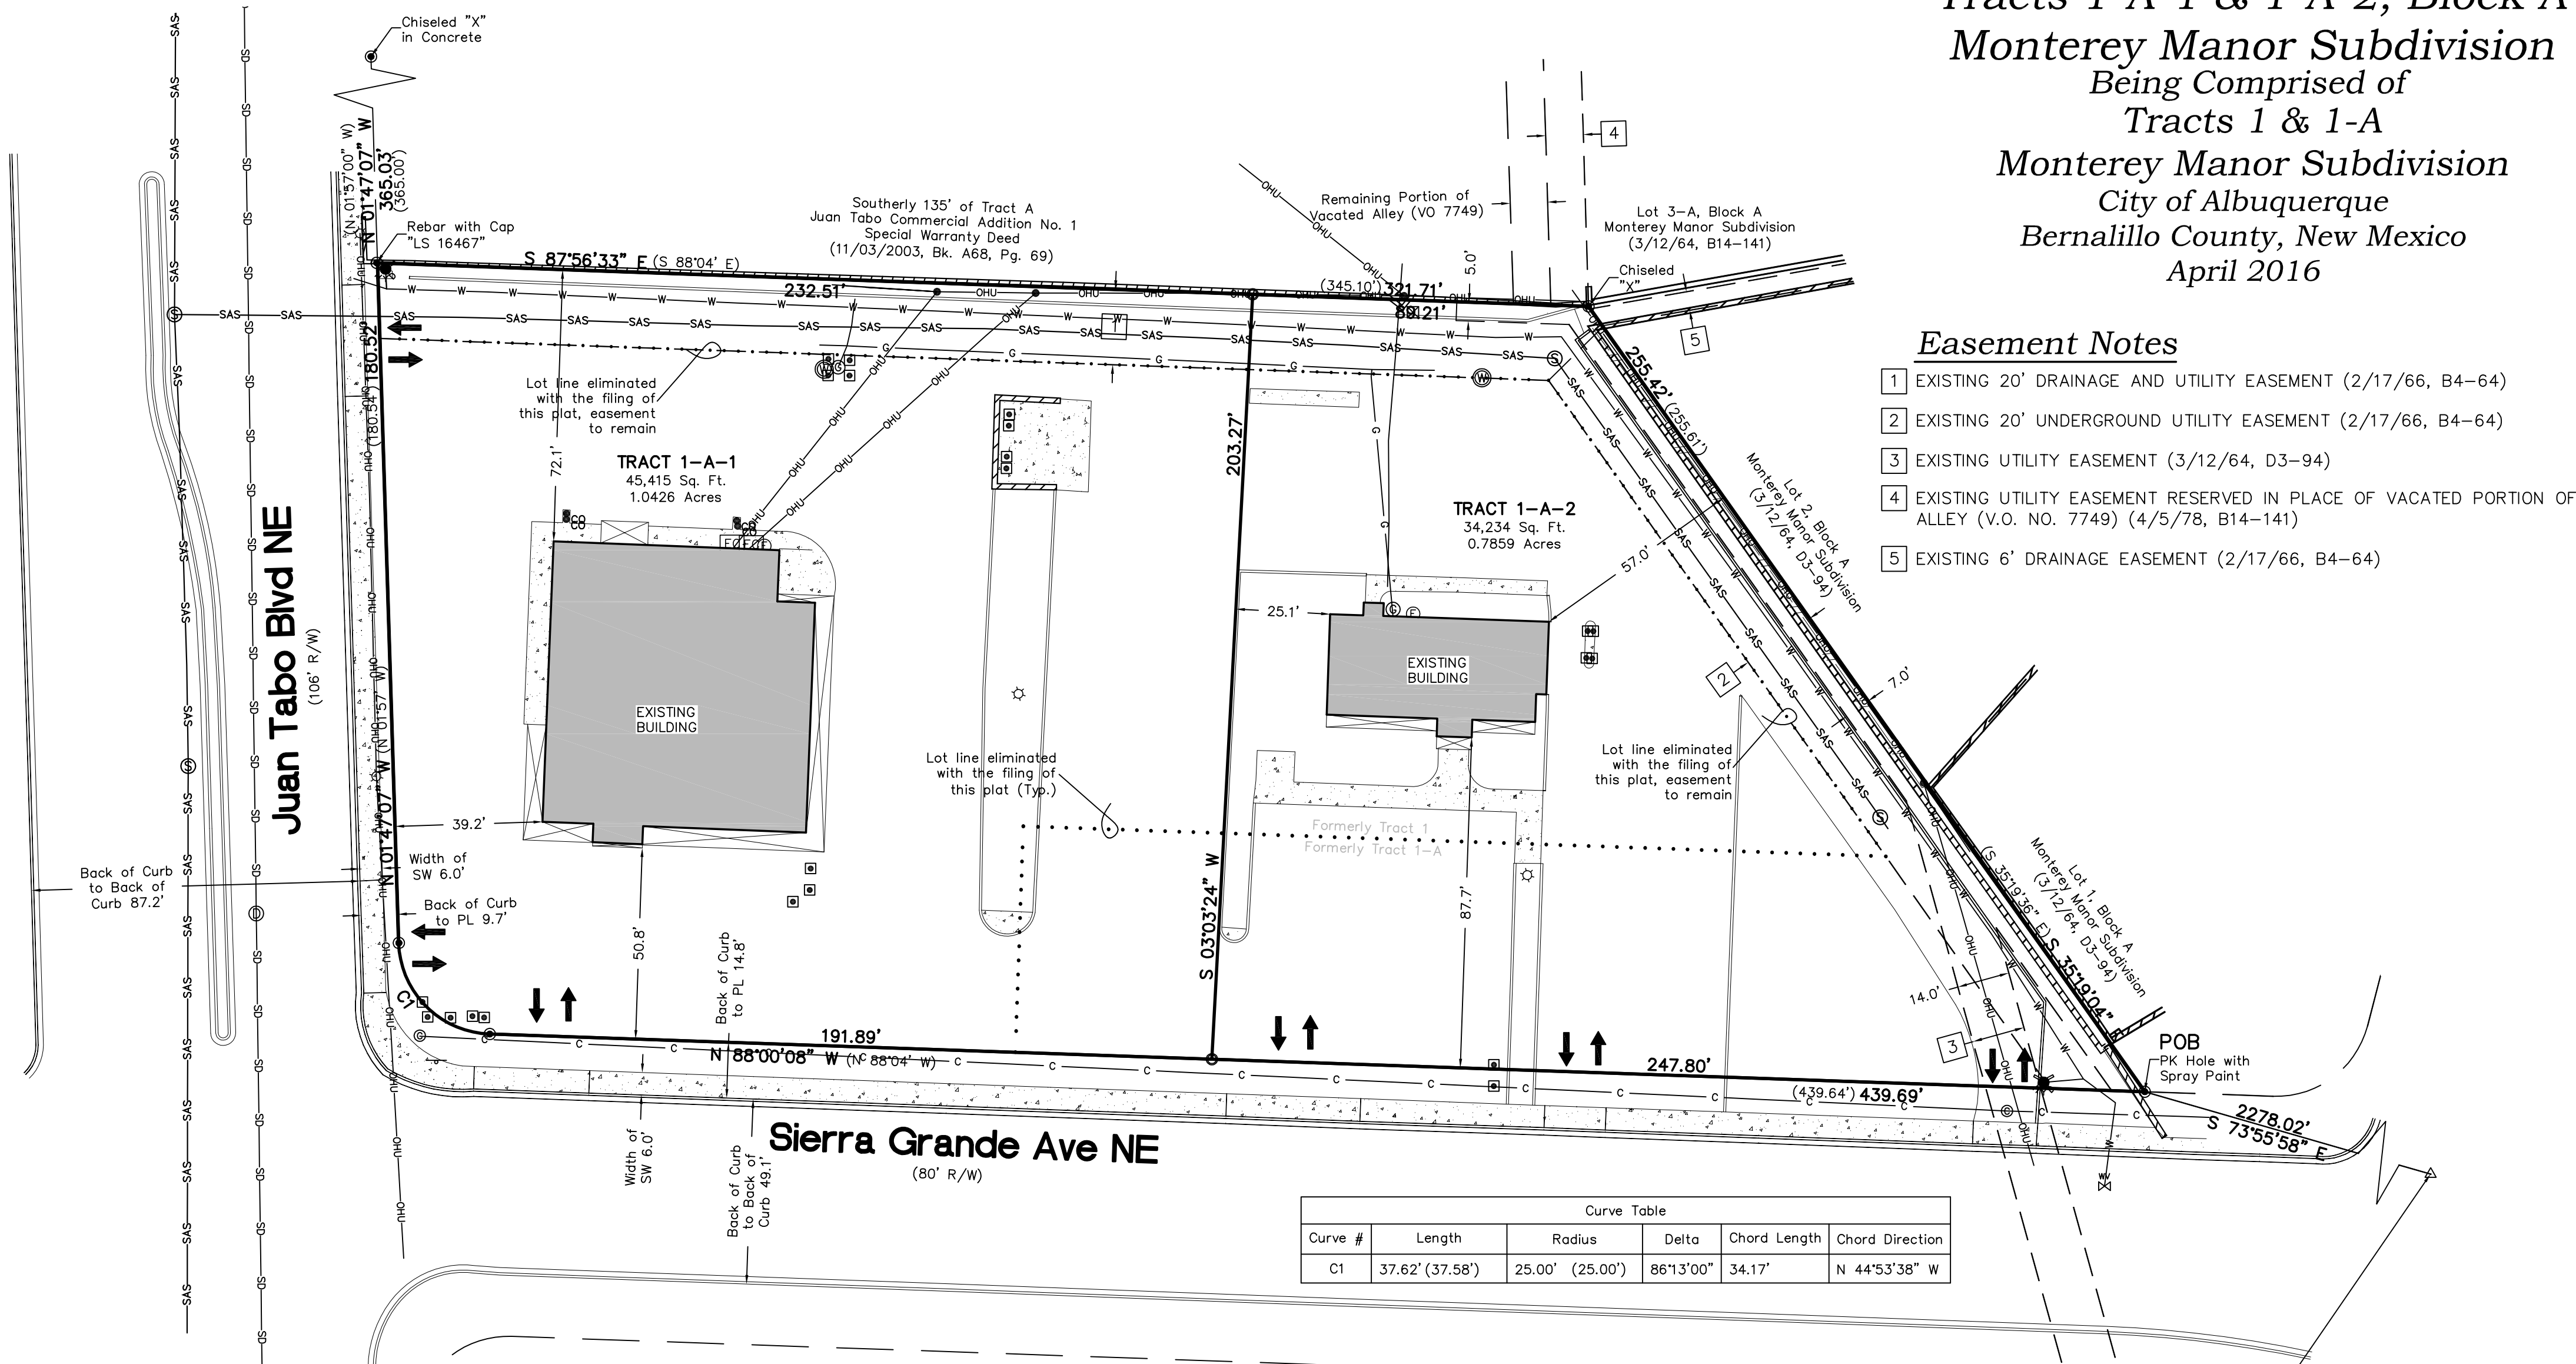 Tracts 1-A-1 & 1-A-2, Block A
Monterey Manor Subdivision
Being Comprised of
Tracts 1 & 1-A
Monterey Manor Subdivision
City of Albuquerque
Bernalillo County, New Mexico
April 2016
Easement Notes
1 EXISTING 20' DRAINAGE AND UTILITY EASEMENT (2/17/66, B4-64)
2 EXISTING 20' UNDERGROUND UTILITY EASEMENT (2/17/66, B4-64)
3 EXISTING UTILITY EASEMENT (3/12/64, D3-94)
4 EXISTING UTILITY EASEMENT RESERVED IN PLACE OF VACATED PORTION OF
ALLEY (V.O. NO. 7749) (4/5/78, B14-141)
5 EXISTING 6' DRAINAGE EASEMENT (2/17/66, B4-64)
Chiseled "X"
in Concrete
(N 01°57'00" W)
N 01°47'07" W
365.03'
(365.00')
Rebar with Cap
"LS 16467"
Southerly 135' of Tract A
Juan Tabo Commercial Addition No. 1
Special Warranty Deed
(11/03/2003, Bk. A68, Pg. 69)
Remaining Portion of
Vacated Alley (VO 7749)
4
Lot 3-A, Block A
Monterey Manor Subdivision
(3/12/64, B14-141)
Chiseled
"X"
5
5.0'
S 87°56'33" E (S 88°04' E)
232.51'
(345.10') 321.71'
89.21'
(180.54') 180.52'
Lot line eliminated
with the filing of
this plat, easement
to remain
TRACT 1-A-1
45,415 Sq. Ft.
1.0426 Acres
72.1'
203.27'
TRACT 1-A-2
34,234 Sq. Ft.
0.7859 Acres
57.0'
255.42' (255.61')
Lot 2, Block A
Monterey Manor Subdivision
(3/12/64, D3-94)
25.1'
EXISTING
BUILDING
EXISTING
BUILDING
2
7.0'
Juan Tabo Blvd NE
(106' R/W)
N 01°47'07" W (N 01°57' W)
39.2'
Lot line eliminated
with the filing of
this plat (Typ.)
Lot line eliminated
with the filing of
this plat, easement
to remain
Formerly Tract 1
Formerly Tract 1-A
Back of Curb
to Back of
Curb 87.2'
Width of
SW 6.0'
Back of Curb
to PL 9.7'
S 03°03'24" W
87.7'
50.8'
Back of Curb
to PL 14.8'
(S 35°19'36" E) S 35°19'04" E
Lot 1, Block A
Monterey Manor Subdivision
(3/12/64, D3-94)
14.0'
3
C1
191.89'
N 88°00'08" W (N 88°04' W)
247.80'
(439.64') 439.69'
POB
PK Hole with
Spray Paint
2278.02'
S 73°55'58" E
Sierra Grande Ave NE
(80' R/W)
Width of
SW 6.0'
Back of Curb
to Back of
Curb 49.1'
WV
Curve Table
Curve # Length Radius Delta Chord Length Chord Direction
C1 37.62' (37.58') 25.00' (25.00') 86°13'00" 34.17' N 44°53'38" W